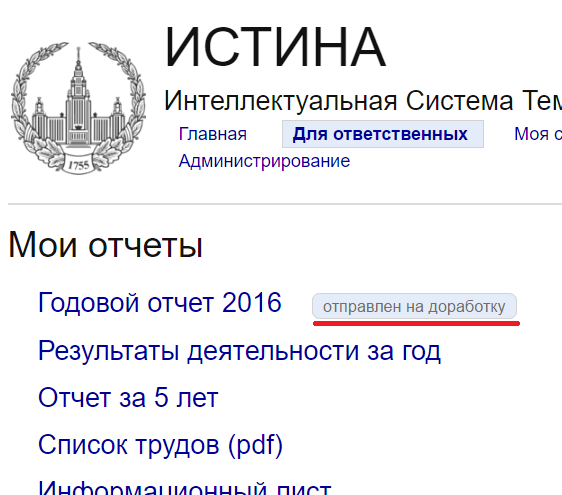 ИСТИНА
Интеллектуальная Система Тем
Главная Для ответственных Моя с
Администрирование
1755
Мои отчеты
Годовой отчет 2016 отправлен на доработку
Результаты деятельности за год
Отчет за 5 лет
Список трудов (pdf)
Информационный лист